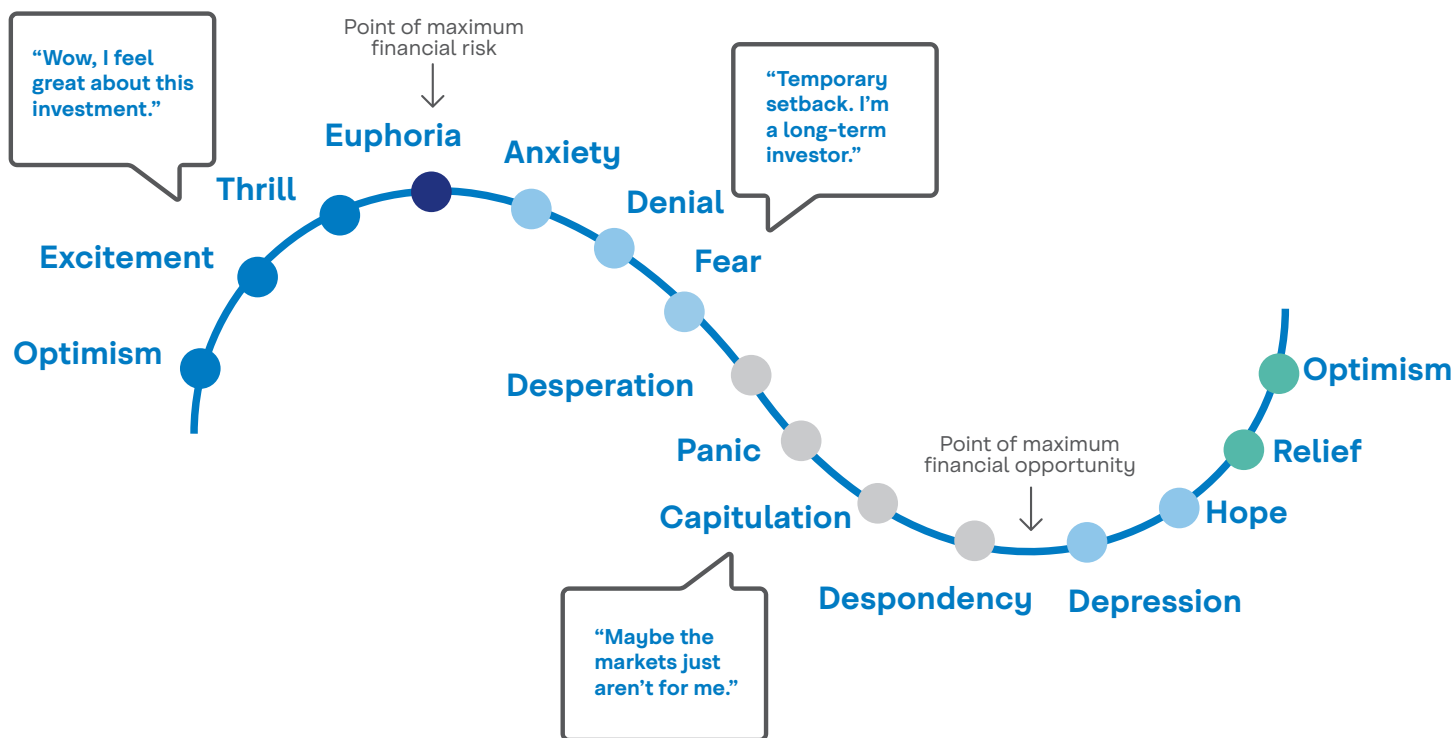 “Wow, I feel
great about this
investment.”
Point of maximum
financial risk
“Temporary
setback. I’m
a long-term
investor.”
Euphoria
Anxiety
Thrill
Denial
Excitement
Fear
Optimism
Desperation
Optimism
Panic
Point of maximum
financial opportunity
Relief
Capitulation
Hope
Despondency
Depression
“Maybe the
markets just
aren’t for me.”